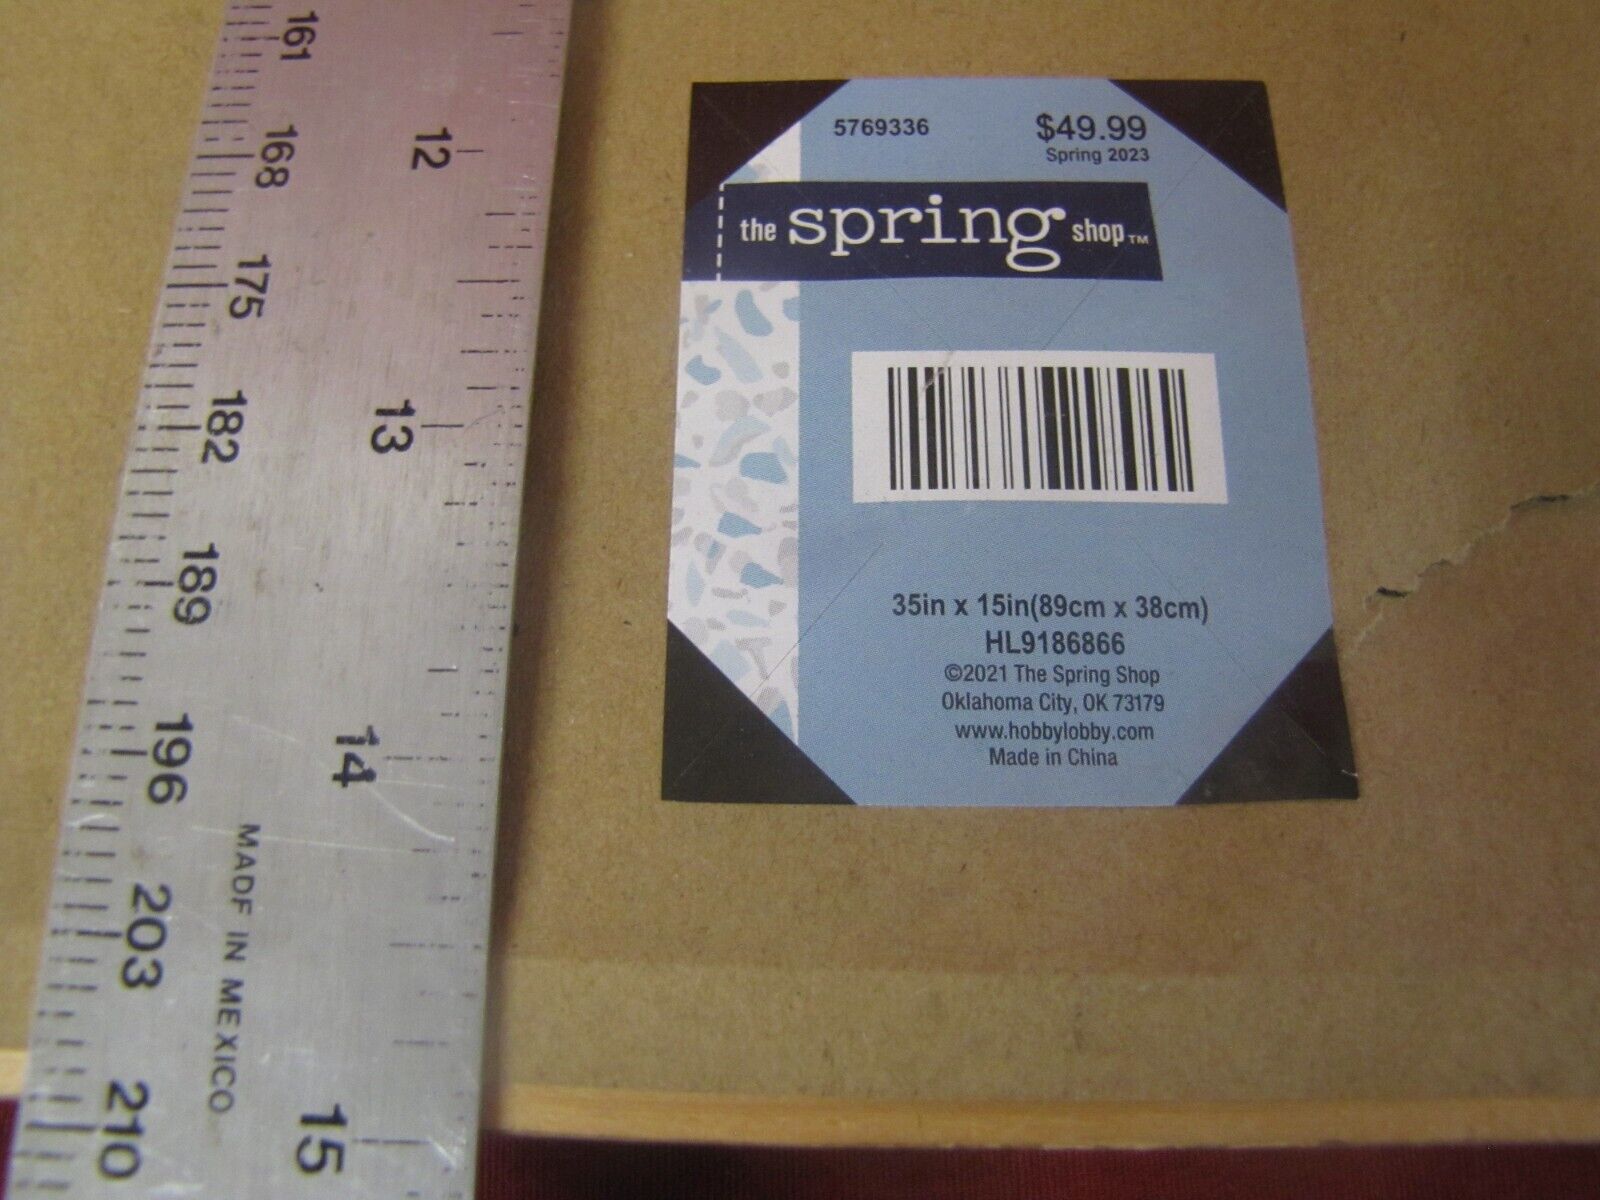 161
168
175
182
189
196
203
210
12
13
14
15
MADE IN MEXICO
5769336
$49.99
Spring 2023
the spring shop™
35in x 15in(89cm x 38cm)
HL9186866
©2021 The Spring Shop
Oklahoma City, OK 73179
www.hobbylobby.com
Made in China